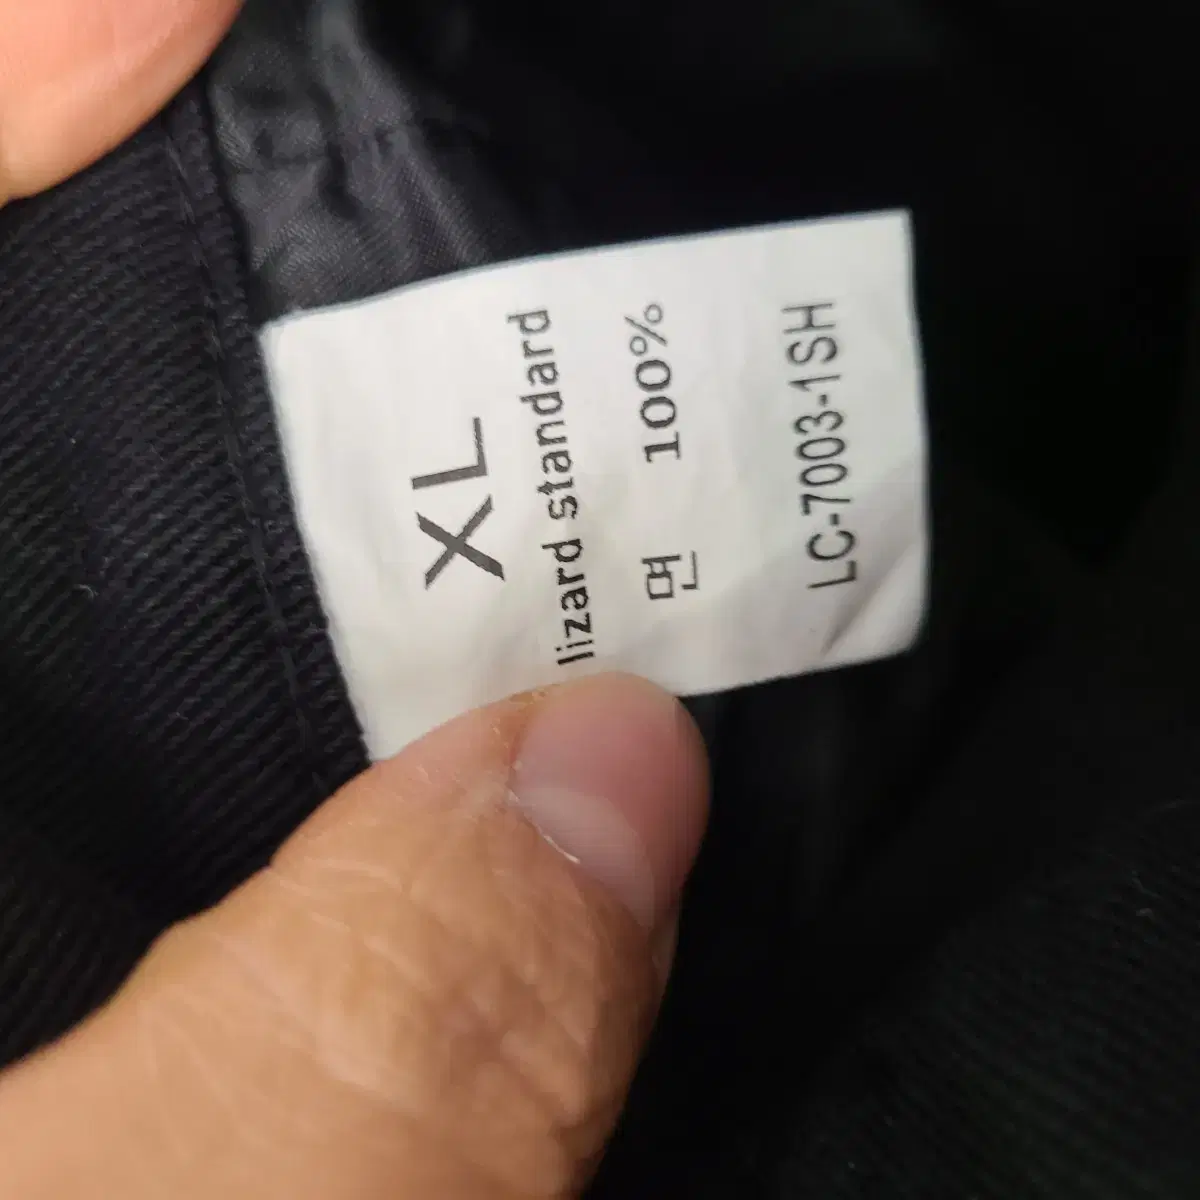 XL
lizard standard
면 100%
LC-7003-1SH